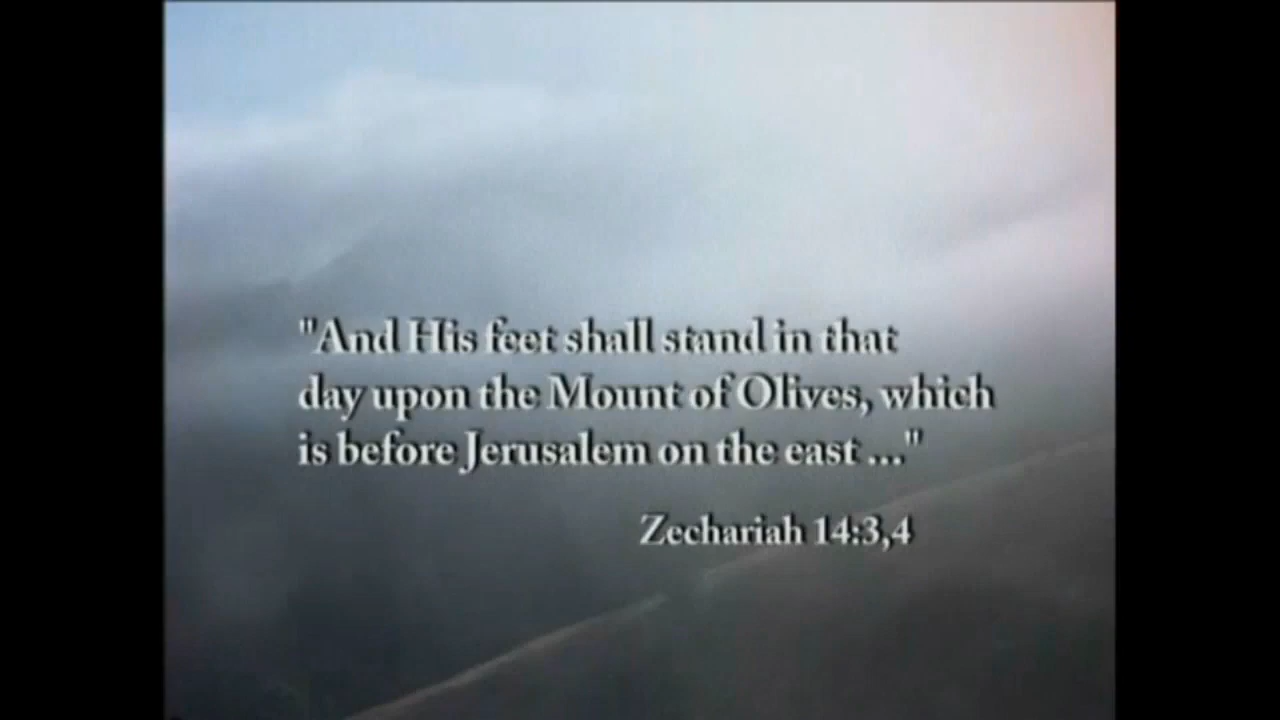 "And His feet shall stand in that
day upon the Mount of Olives, which
is before Jerusalem on the east ..."
Zechariah 14:3,4